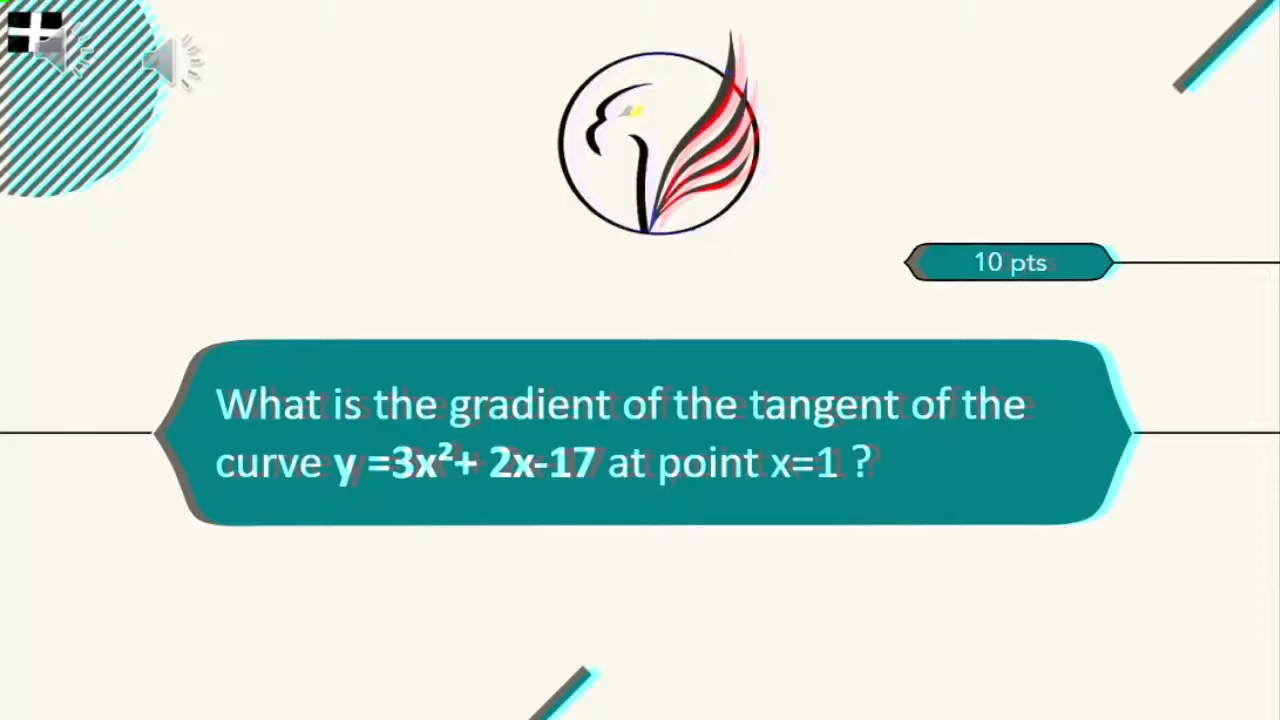 10 pts
What is the gradient of the tangent of the
curve y =3x²+ 2x-17 at point x=1 ?